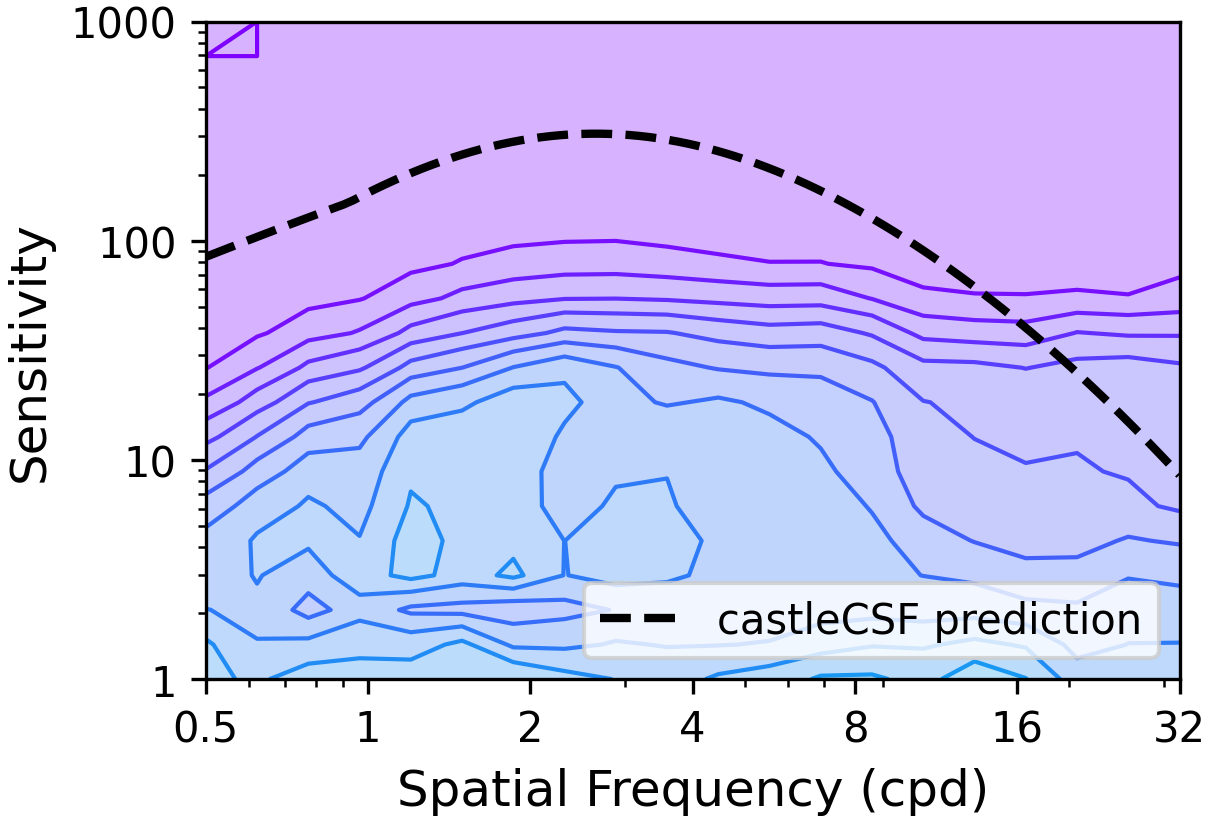 1000
100
10
1
Sensitivity
castleCSF prediction
0.5 1 2 4 8 16 32
Spatial Frequency (cpd)